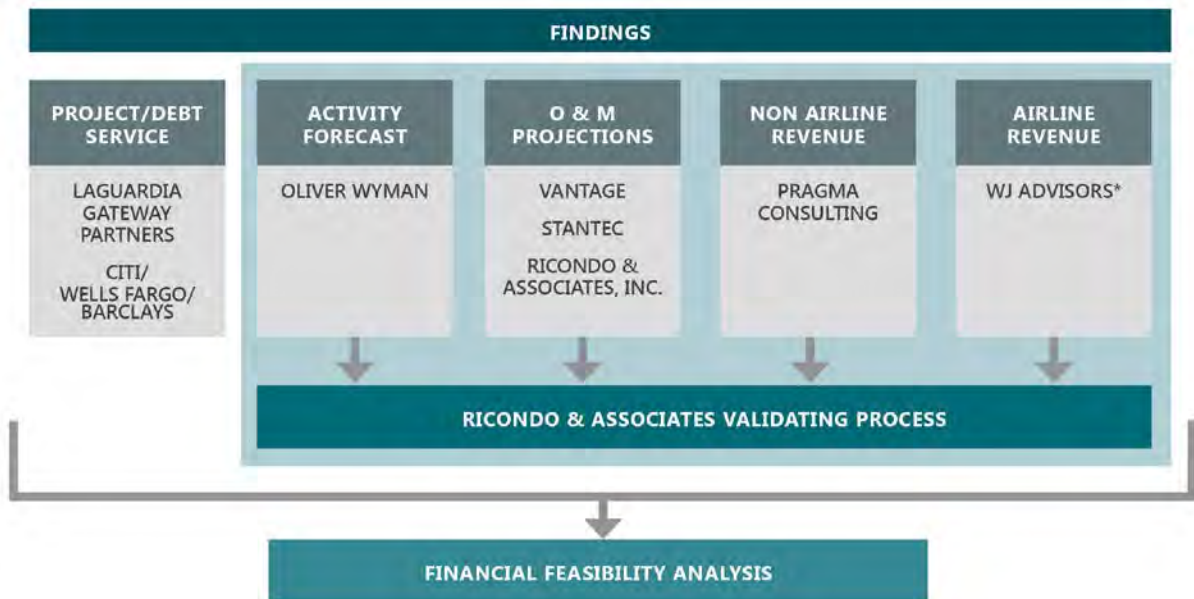 FINDINGS
PROJECT/DEBT
SERVICE
LAGUARDIA
GATEWAY
PARTNERS
CITI/
WELLS FARGO/
BARCLAYS
ACTIVITY
FORECAST
OLIVER WYMAN
O & M
PROJECTIONS
VANTAGE
STANTEC
RICONDO &
ASSOCIATES, INC.
NON AIRLINE
REVENUE
PRAGMA
CONSULTING
AIRLINE
REVENUE
WJ ADVISORS*
RICONDO & ASSOCIATES VALIDATING PROCESS
FINANCIAL FEASIBILITY ANALYSIS